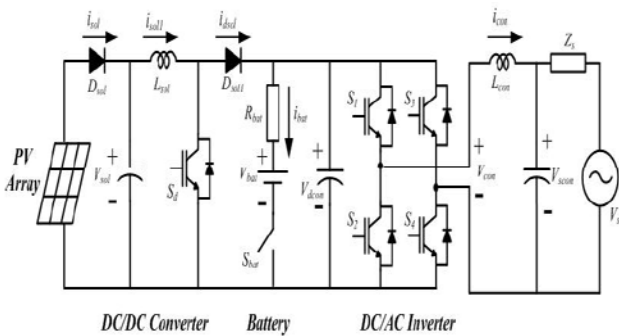 i_sol
i_sol1
i_dsol
i_con
Z_s
D_sol
L_sol
D_sol1
L_con
R_bat
i_bat
S_1
S_3
PV
Array
+
V_sol
-
S_d
+
V_bat
-
+
V_dcon
-
+
V_con
-
+
V_scon
-
V_s
S_2
S_4
S_bat
DC/DC Converter
Battery
DC/AC Inverter